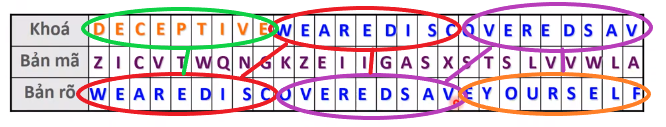 Khoá D E C E P T I V E W E A R E D I S C O V E R E D S A V
Bản mã Z I C V T W Q N G K Z E I I G A S X S T S L V V W L A
Bản rõ W E A R E D I S C O V E R E D S A V E Y O U R S E L F